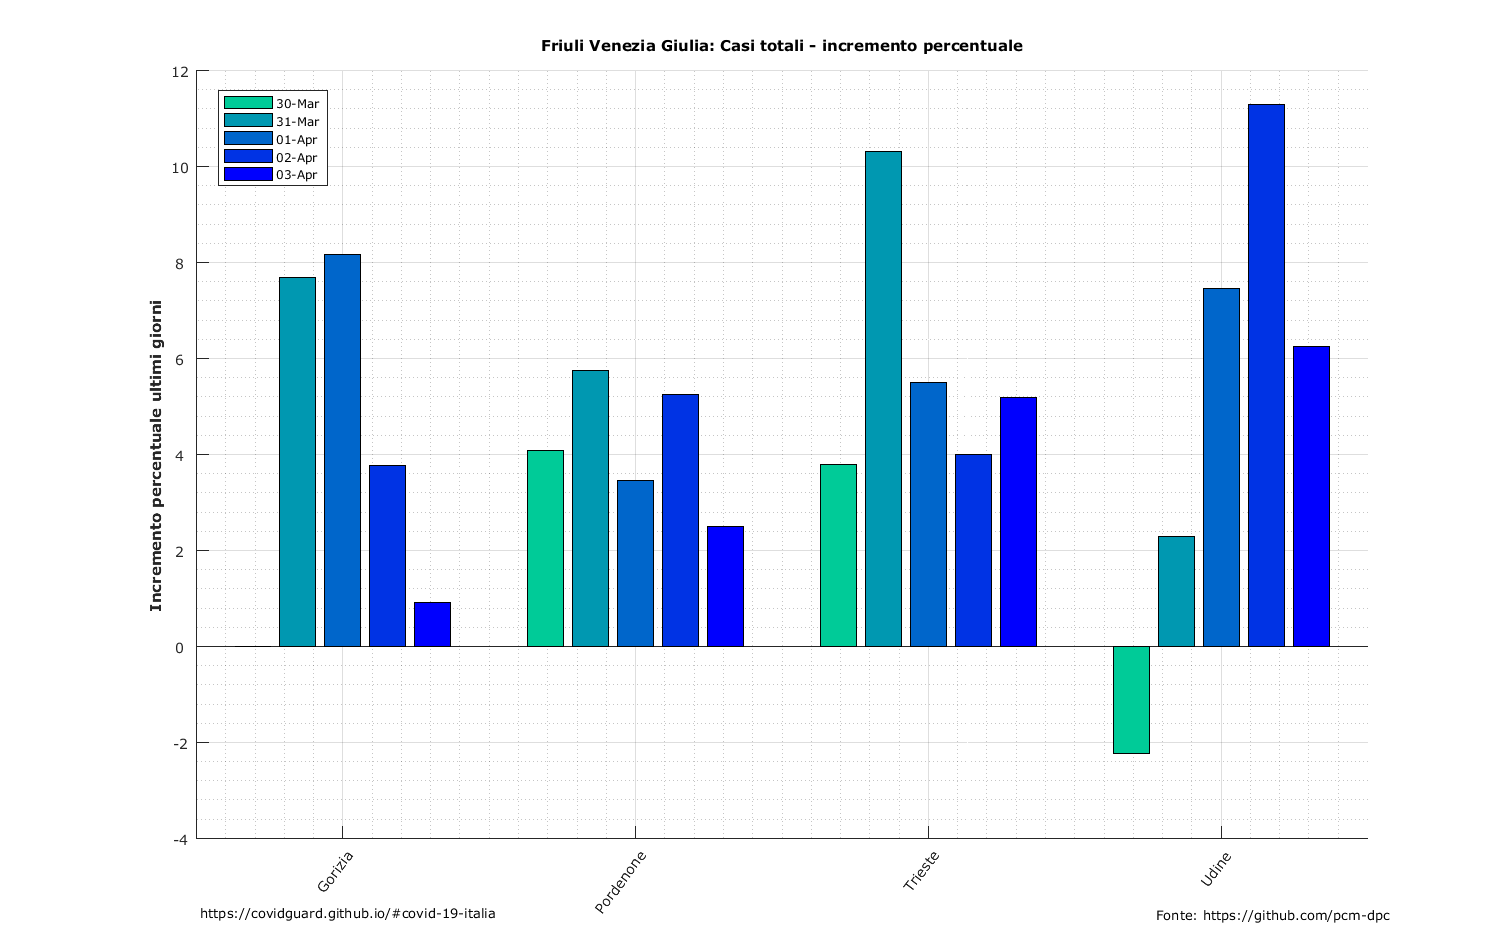 Friuli Venezia Giulia: Casi totali - incremento percentuale
30-Mar
31-Mar
01-Apr
02-Apr
03-Apr
Incremento percentuale ultimi giorni
12
10
8
6
4
2
0
-2
-4
Gorizia
Pordenone
Trieste
Udine
https://covidguard.github.io/#covid-19-italia
Fonte: https://github.com/pcm-dpc